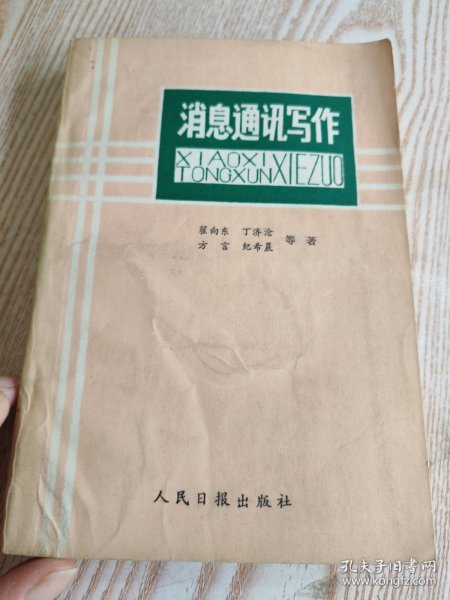 消息通讯写作
XIAOXI
TONGXUN XIEZUO
翟向东 丁济沧
方言 纪希晨 等著
人民日报出版社
孔夫子旧书网
www.kongfz.com